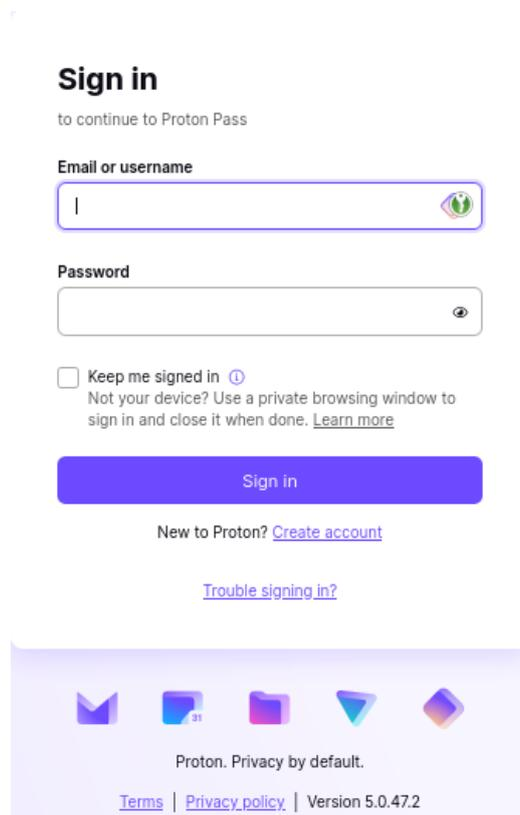 Sign in
to continue to Proton Pass
Email or username
Password
Keep me signed in
Not your device? Use a private browsing window to
sign in and close it when done. Learn more
Sign in
New to Proton? Create account
Trouble signing in?
31
Proton. Privacy by default.
Terms | Privacy policy | Version 5.0.47.2